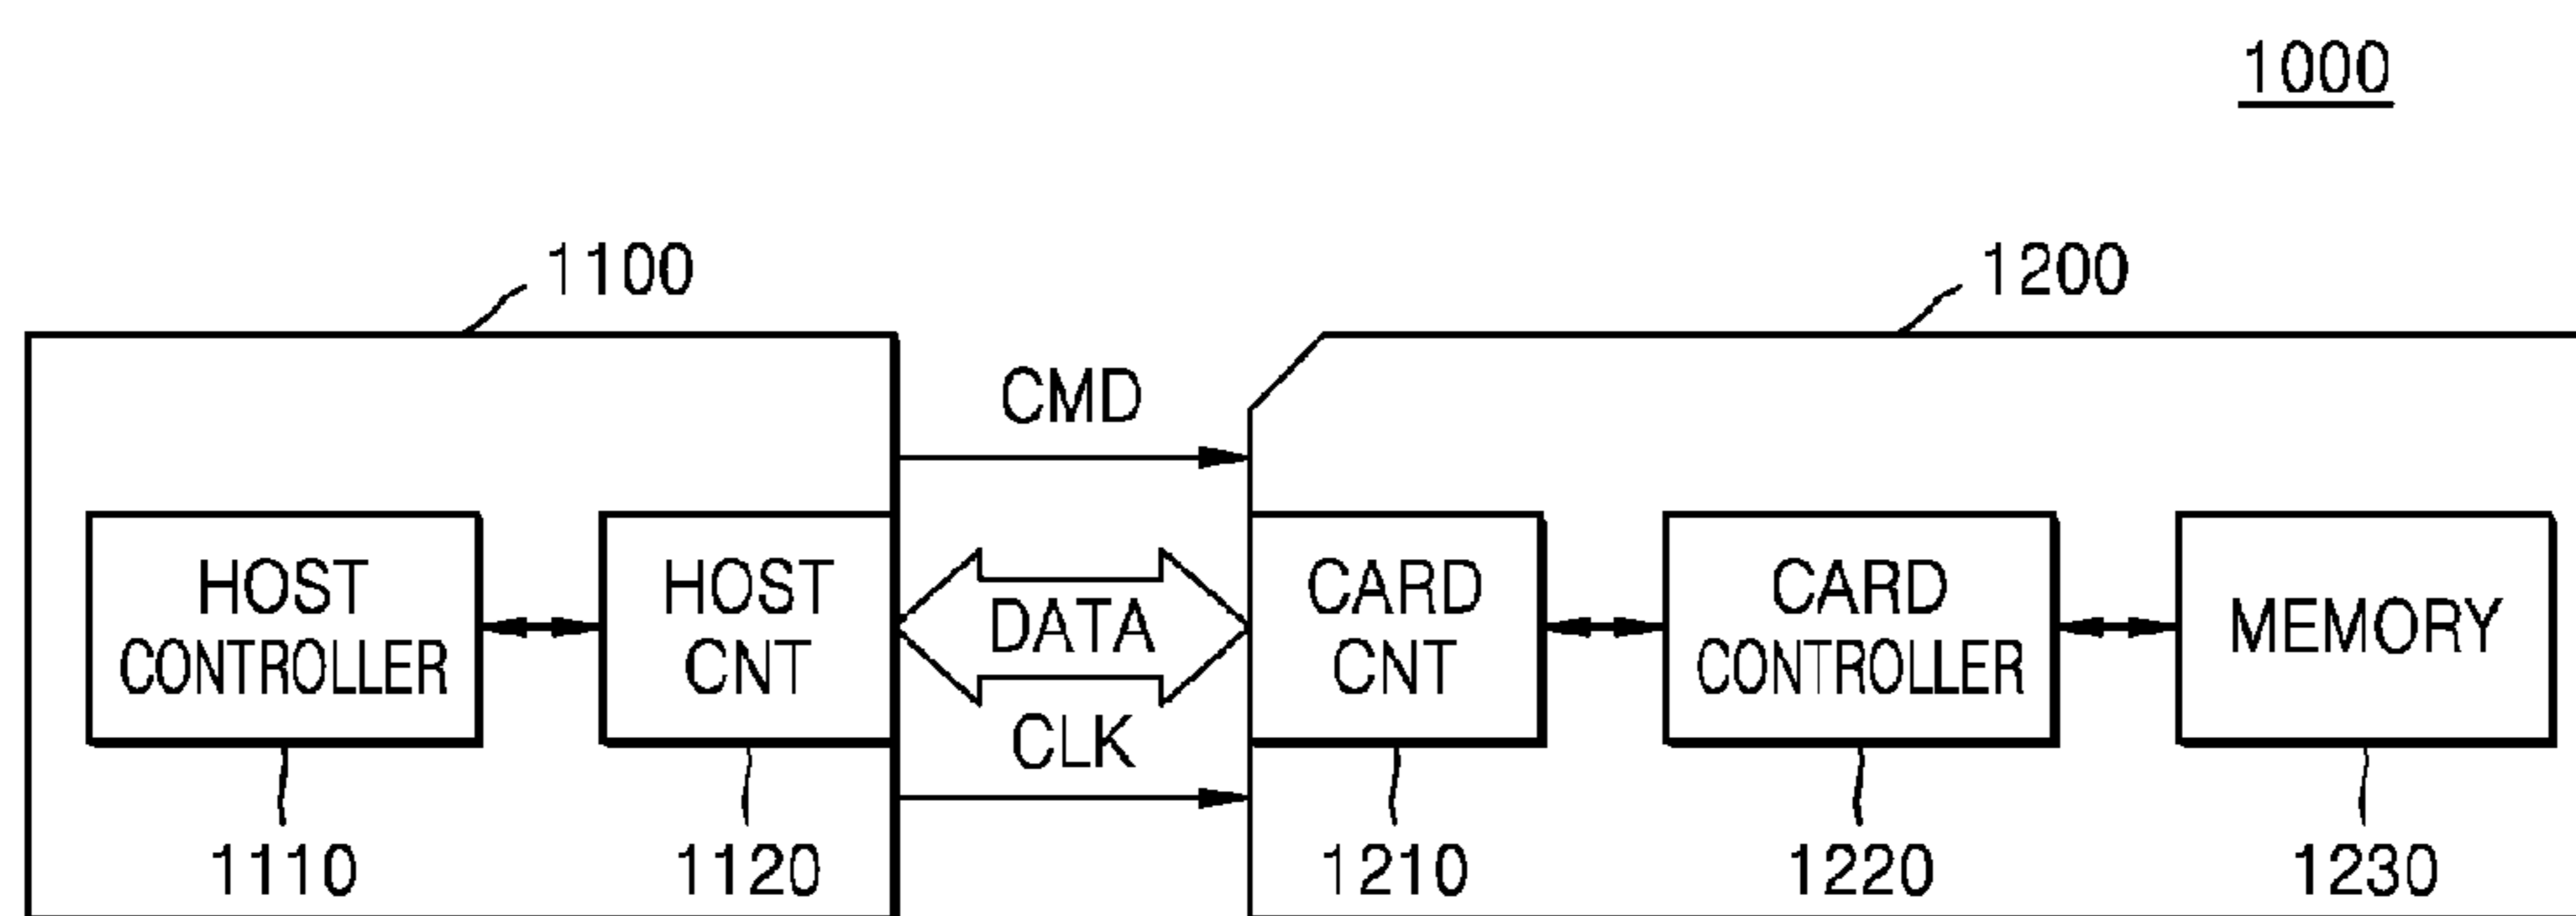 1000
1100
1200
CMD
HOST
CONTROLLER
HOST
CNT
DATA
CLK
CARD
CNT
CARD
CONTROLLER
MEMORY
1110
1120
1210
1220
1230